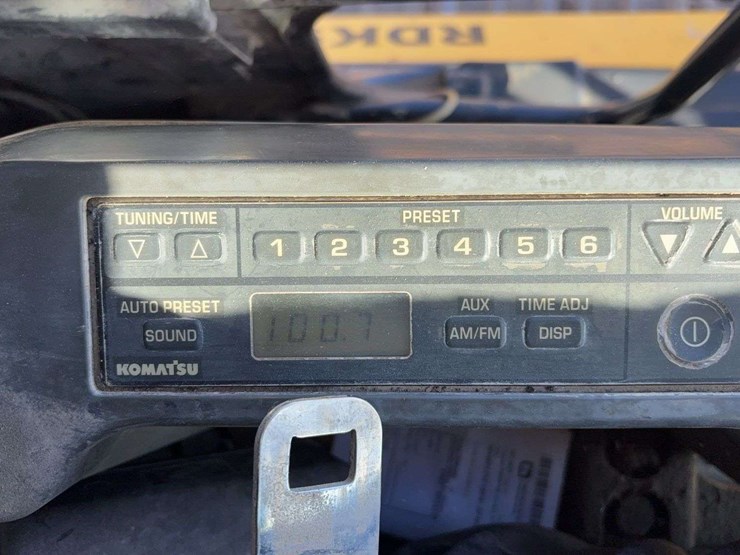 RDK
TUNING/TIME PRESET VOLUME
1 2 3 4 5 6
AUTO PRESET AUX TIME ADJ
SOUND 100.7 AM/FM DISP
KOMATSU